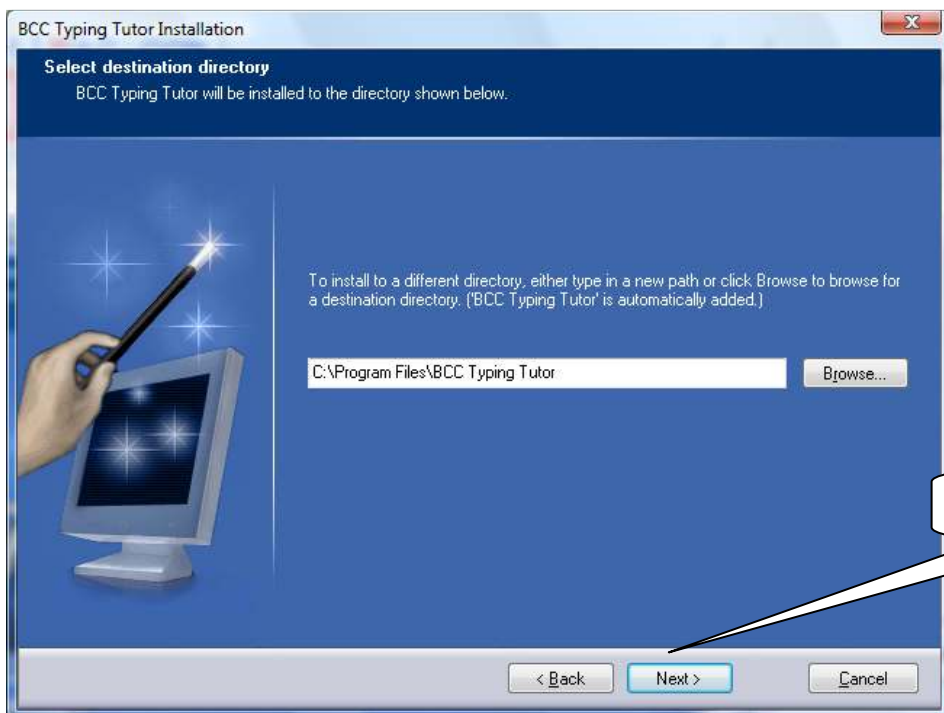 BCC Typing Tutor Installation
Select destination directory
BCC Typing Tutor will be installed to the directory shown below.
To install to a different directory, either type in a new path or click Browse to browse for
a destination directory. ('BCC Typing Tutor' is automatically added.)
C:\Program Files\BCC Typing Tutor
Browse...
< Back
Next >
Cancel